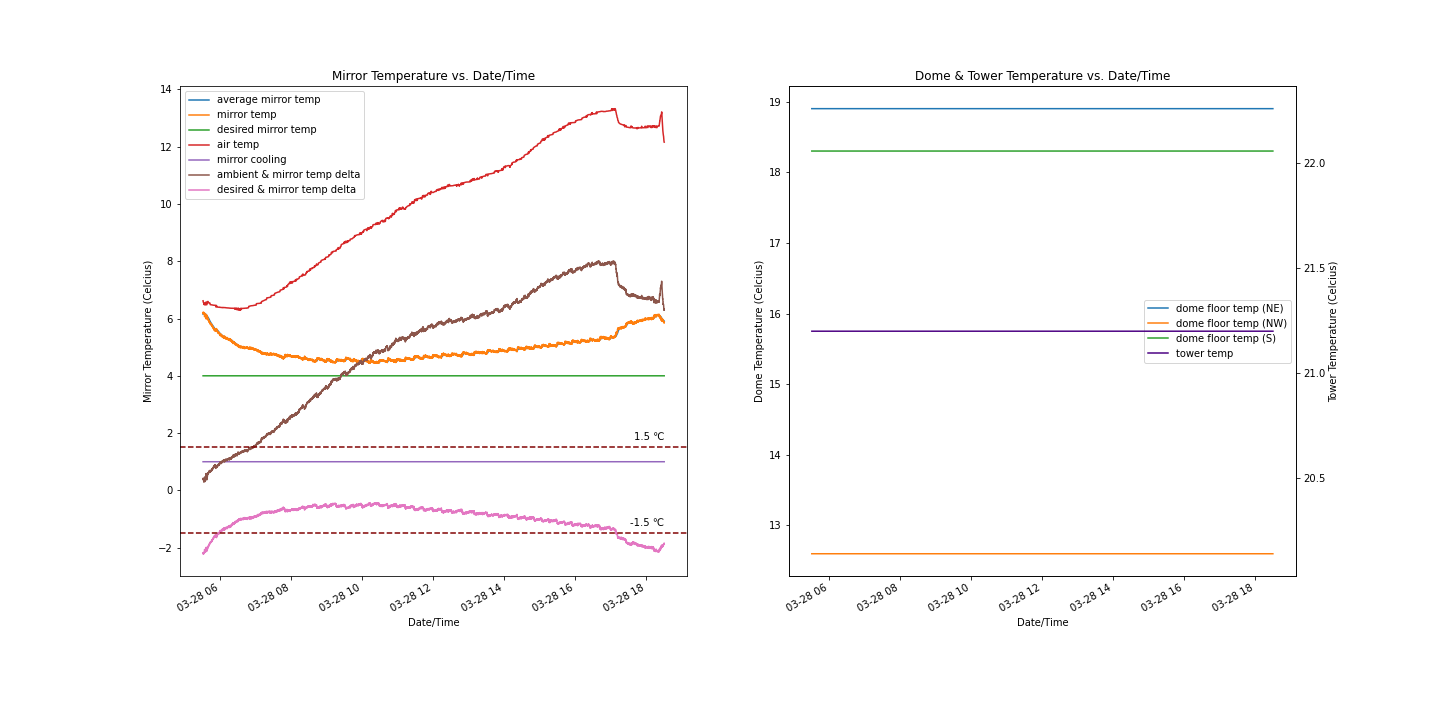 Mirror Temperature vs. Date/Time
average mirror temp
mirror temp
desired mirror temp
air temp
mirror cooling
ambient & mirror temp delta
desired & mirror temp delta
14
12
10
8
6
4
2
0
−2
Mirror Temperature (Celcius)
1.5 °C
-1.5 °C
03-28 06
03-28 08
03-28 10
03-28 12
03-28 14
03-28 16
03-28 18
Date/Time
Dome & Tower Temperature vs. Date/Time
19
18
17
16
15
14
13
Dome Temperature (Celcius)
dome floor temp (NE)
dome floor temp (NW)
dome floor temp (S)
tower temp
22.0
21.5
21.0
20.5
Tower Temperature (Celcius)
03-28 06
03-28 08
03-28 10
03-28 12
03-28 14
03-28 16
03-28 18
Date/Time